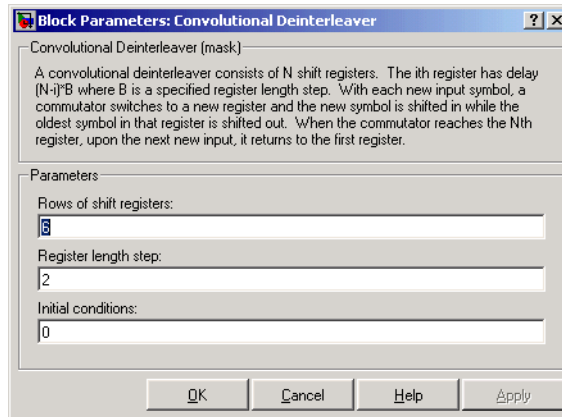 Block Parameters: Convolutional Deinterleaver
Convolutional Deinterleaver (mask)
A convolutional deinterleaver consists of N shift registers. The ith register has delay
(N-i)*B where B is a specified register length step. With each new input symbol, a
commutator switches to a new register and the new symbol is shifted in while the
oldest symbol in that register is shifted out. When the commutator reaches the Nth
register, upon the next new input, it returns to the first register.
Parameters
Rows of shift registers:
6
Register length step:
2
Initial conditions:
0
OK Cancel Help Apply